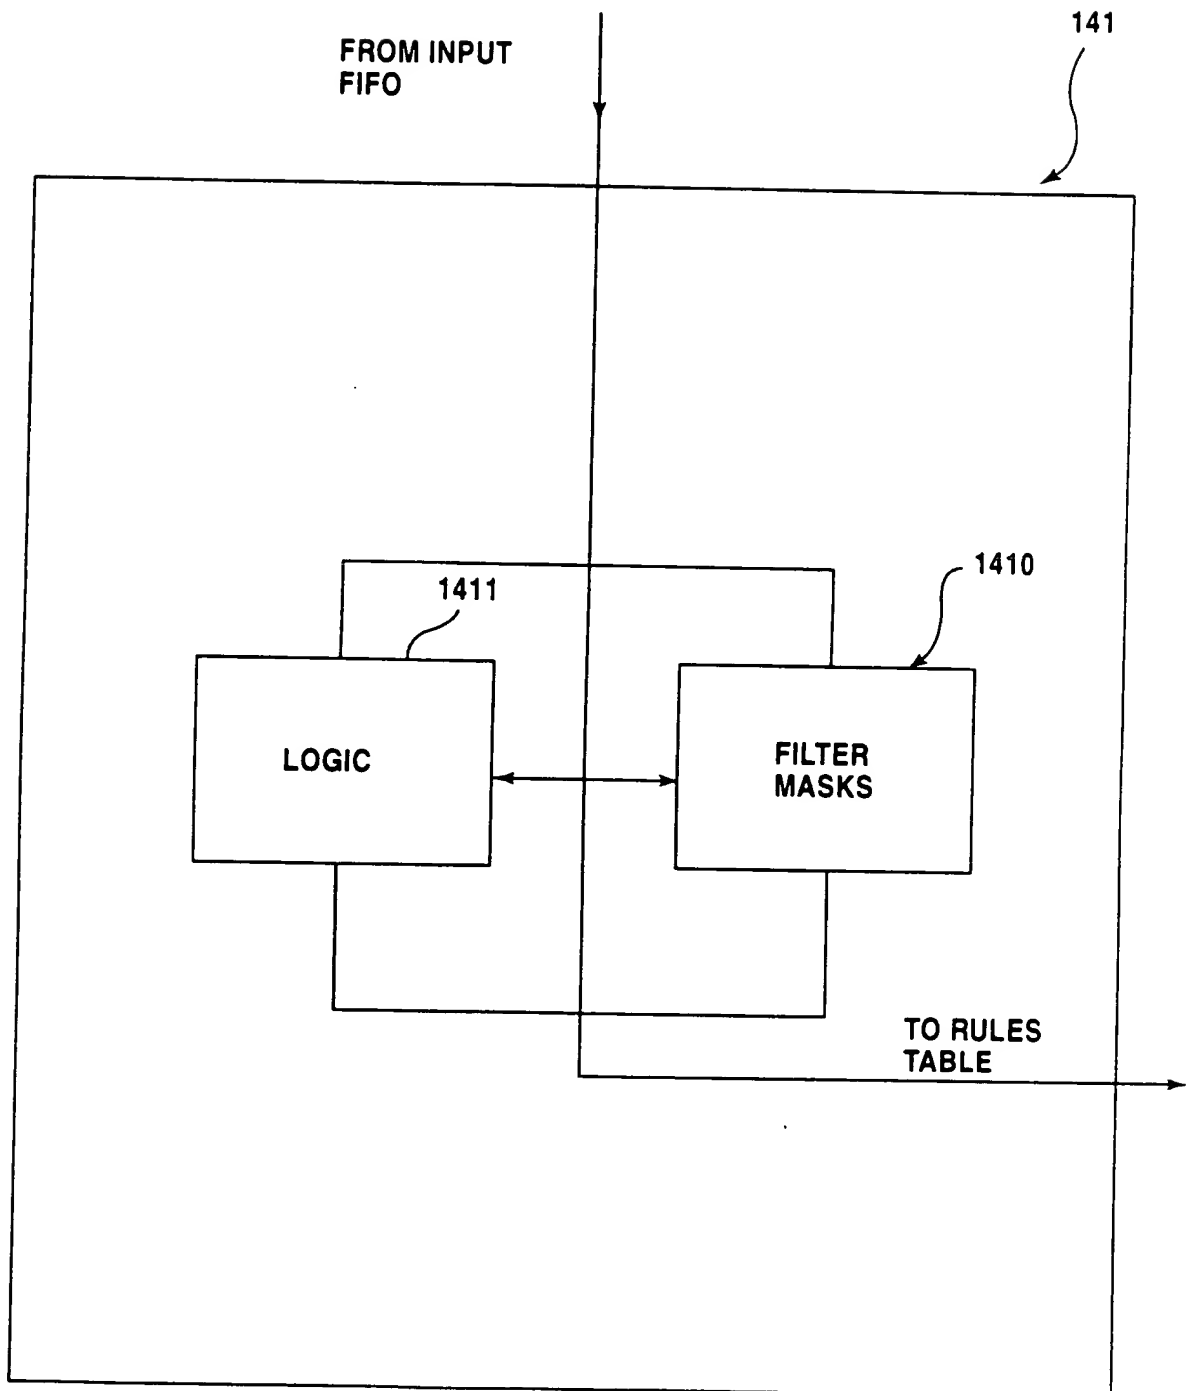 141
FROM INPUT
FIFO
1410
1411
LOGIC
FILTER
MASKS
TO RULES
TABLE